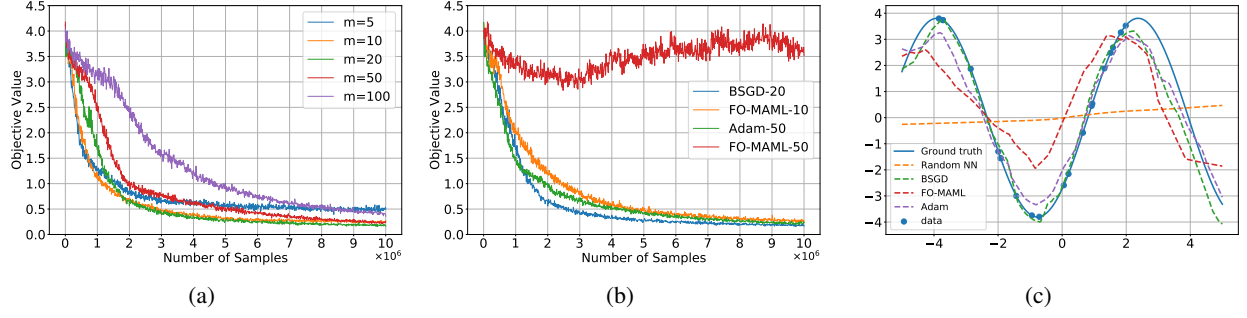 4.5
4.0
3.5
3.0
2.5
2.0
1.5
1.0
0.5
0.0
Objective Value
0 1 2 3 4 5 6 7 8 9 10
Number of Samples
×10⁶
m=5
m=10
m=20
m=50
m=100
(a)
4.5
4.0
3.5
3.0
2.5
2.0
1.5
1.0
0.5
0.0
Objective Value
0 1 2 3 4 5 6 7 8 9 10
Number of Samples
×10⁶
BSGD-20
FO-MAML-10
Adam-50
FO-MAML-50
(b)
4
3
2
1
0
−1
−2
−3
−4
−4 −2 0 2 4
Ground truth
Random NN
BSGD
FO-MAML
Adam
data
(c)